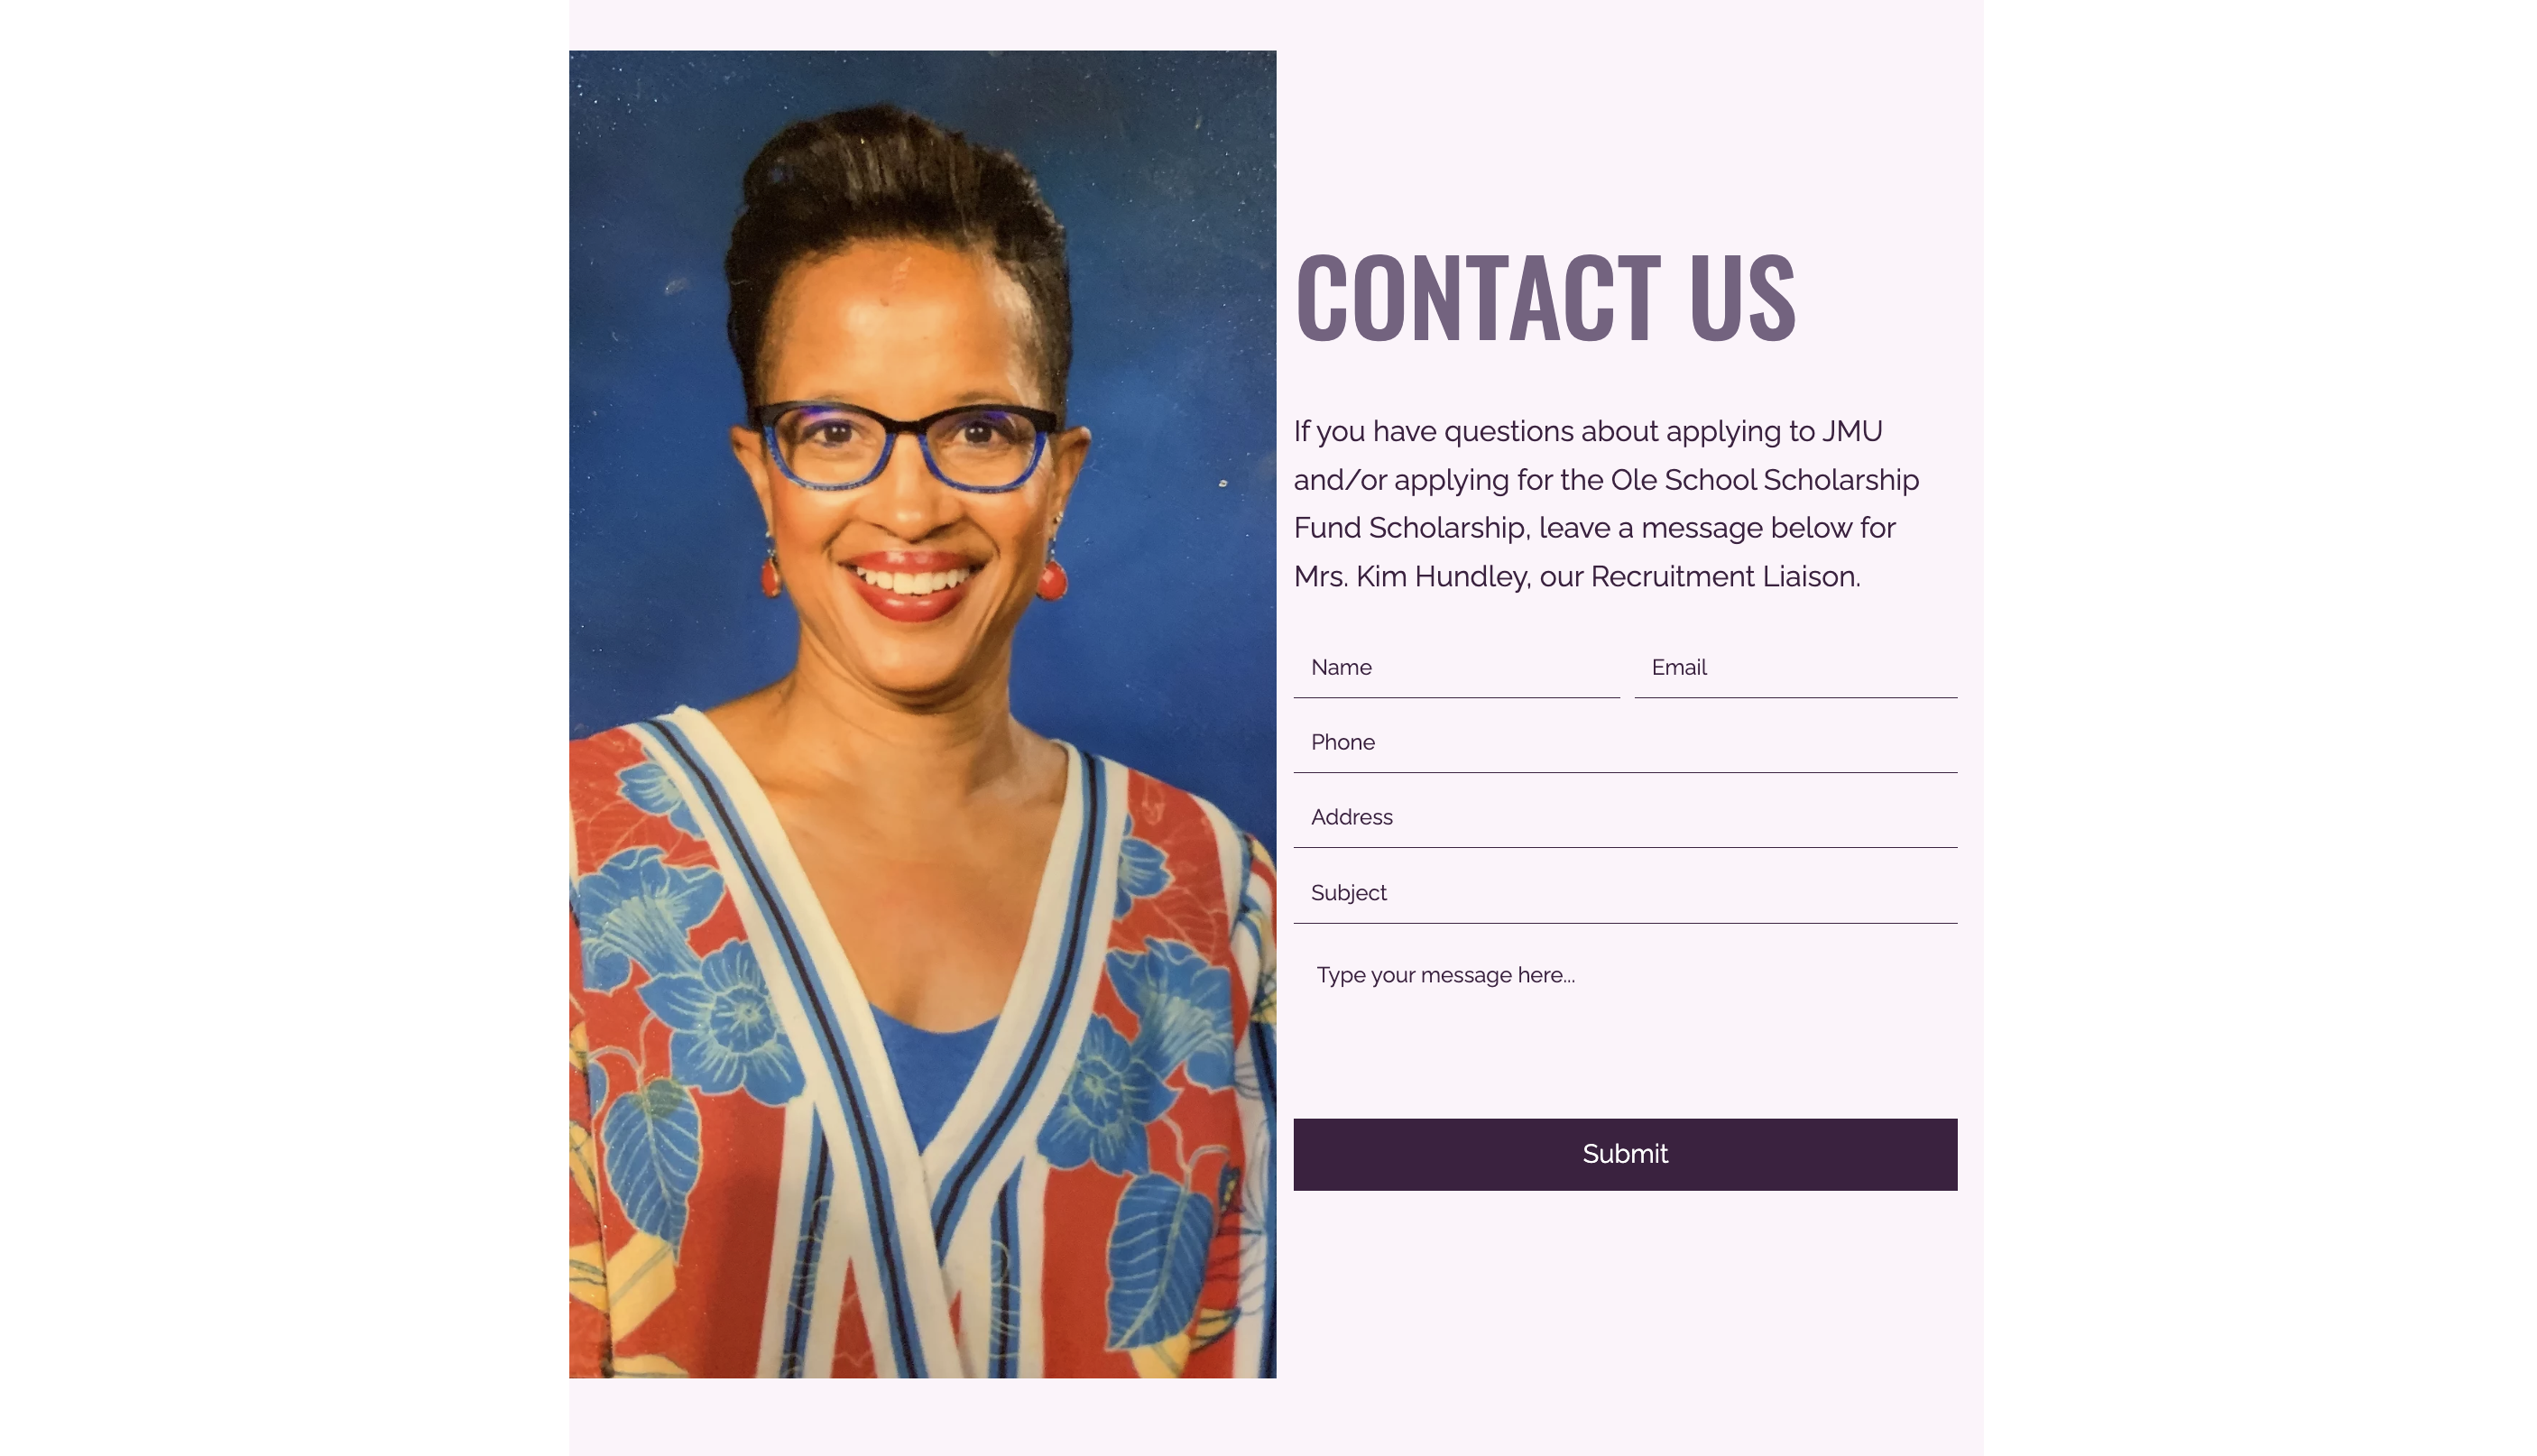 CONTACT US
If you have questions about applying to JMU
and/or applying for the Ole School Scholarship
Fund Scholarship, leave a message below for
Mrs. Kim Hundley, our Recruitment Liaison.
Name Email
Phone
Address
Subject
Type your message here...
Submit